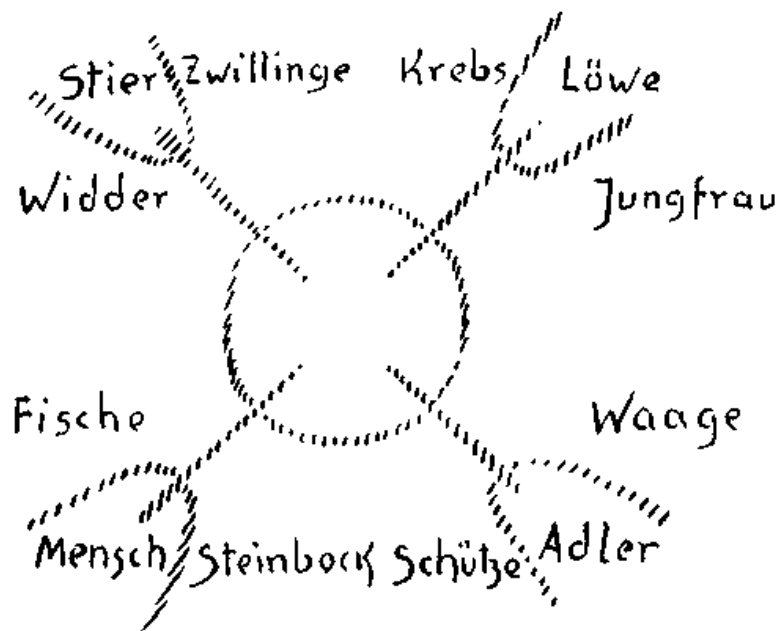 Stier Zwillinge Krebs Löwe
Widder Jungfrau
Fische Waage
Mensch Steinbock Schütze Adler